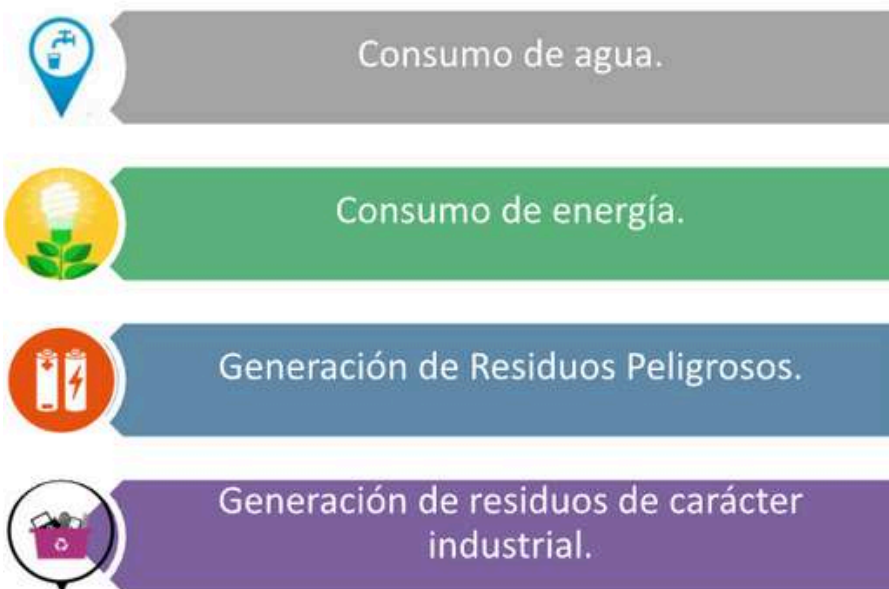 Consumo de agua.
Consumo de energía.
Generación de Residuos Peligrosos.
Generación de residuos de carácter
industrial.